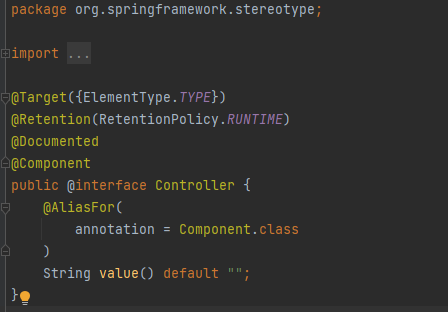 package org.springframework.stereotype;
import ...
@Target({ElementType.TYPE})
@Retention(RetentionPolicy.RUNTIME)
@Documented
@Component
public @interface Controller {
    @AliasFor(
        annotation = Component.class
    )
    String value() default "";
}